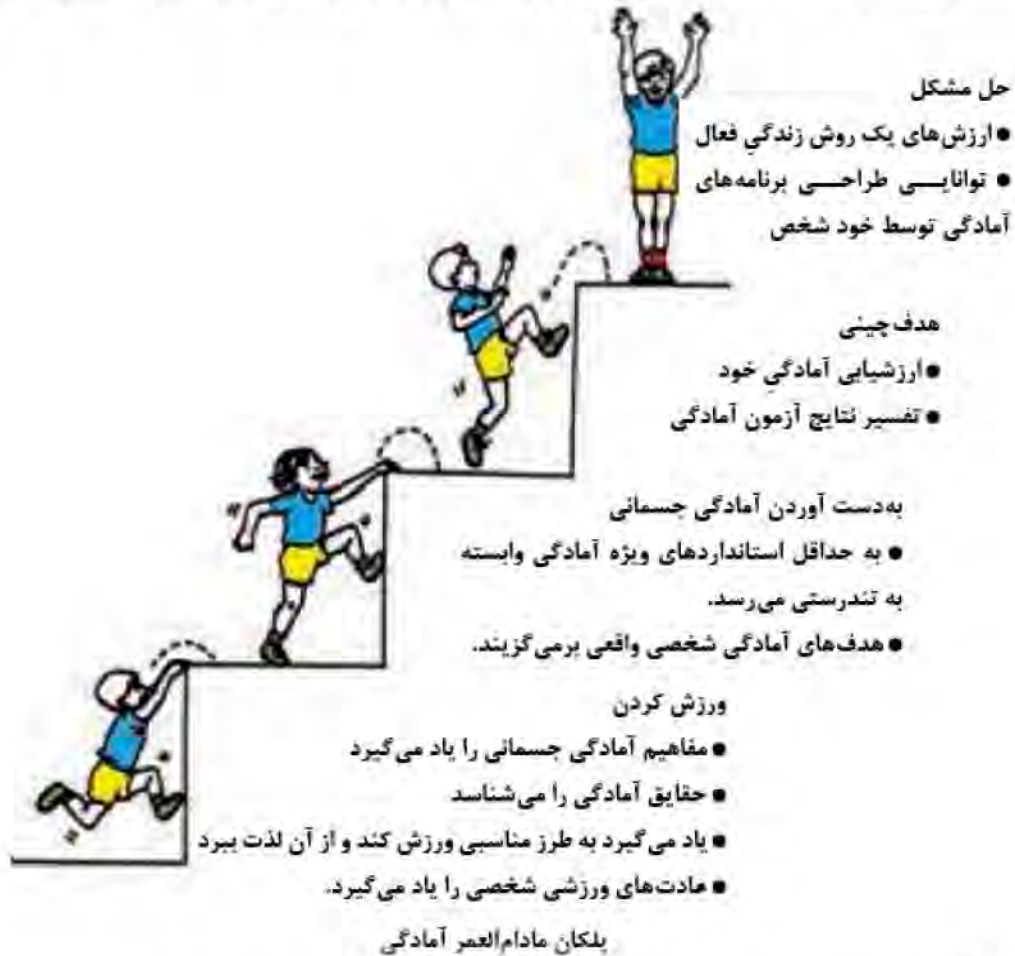 حل مشکل
● ارزش‌های یک روش زندگیِ فعال
● توانایـــی طراحـــی برنامه‌های
آمادگی توسط خود شخص
هدف چینی
● ارزشیابی آمادگیِ خود
● تفسیر نتایج آزمون آمادگی
به‌دست آوردن آمادگی جسمانی
● به حداقل استانداردهای ویژه آمادگی وابسته
به تندرستی می‌رسد.
● هدف‌های آمادگی شخصی واقعی برمی‌گزیند.
ورزش کردن
● مفاهیم آمادگی جسمانی را یاد می‌گیرد
● حقایق آمادگی را می‌شناسد
● یاد می‌گیرد به طرز مناسبی ورزش کند و از آن لذت ببرد
● عادت‌های ورزشی شخصی را یاد می‌گیرد.
پلکان مادام‌العمر آمادگی